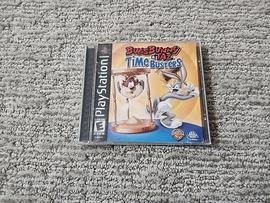 PlayStation
BUGS BUNNY
& TAZ
TIME BUSTERS
E